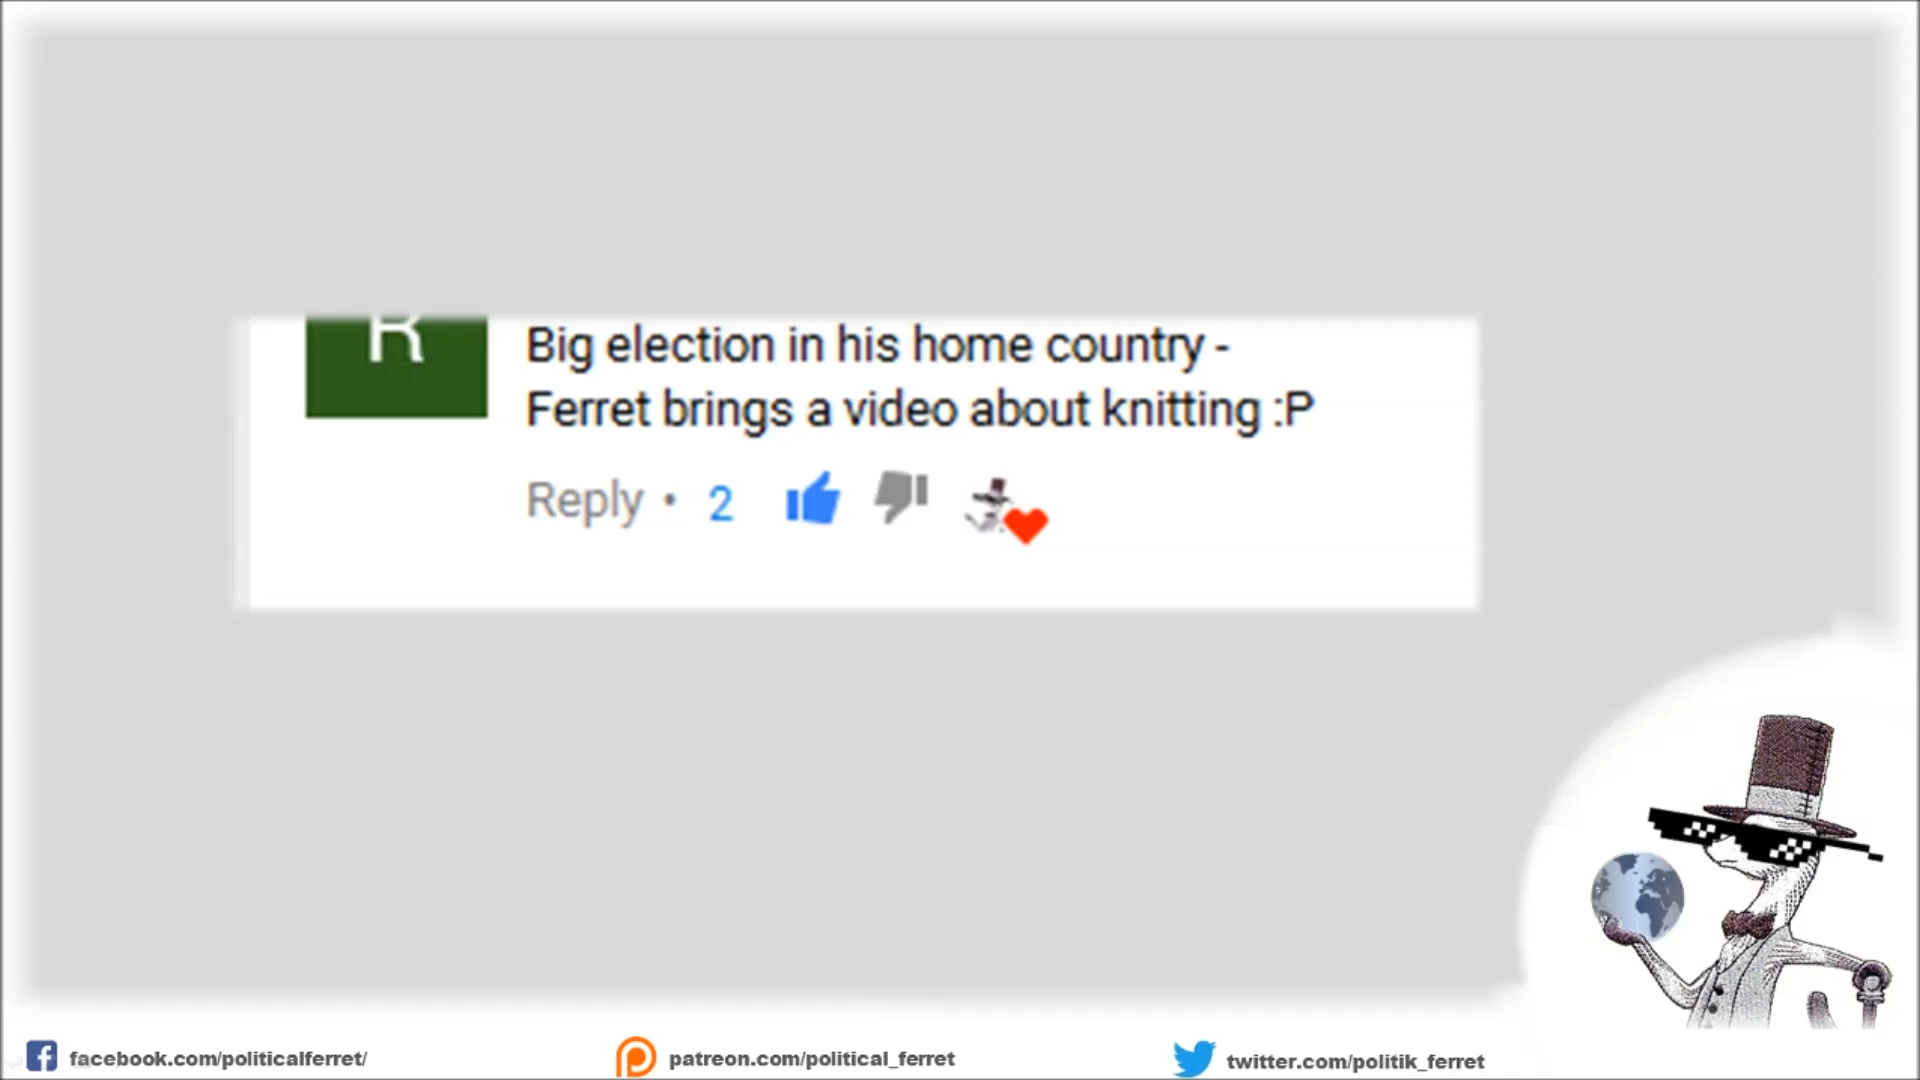 R
Big election in his home country -
Ferret brings a video about knitting :P
Reply • 2
facebook.com/politicalferret/
patreon.com/political_ferret
twitter.com/politik_ferret